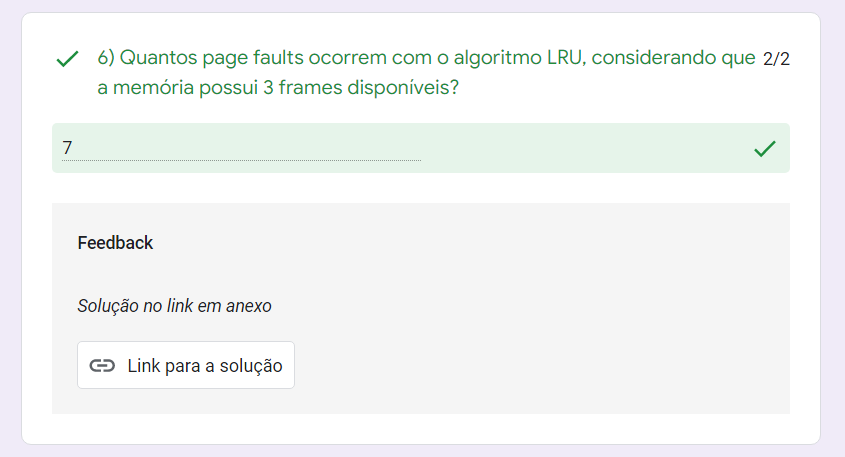 6) Quantos page faults ocorrem com o algoritmo LRU, considerando que 2/2
a memória possui 3 frames disponíveis?
7
Feedback
Solução no link em anexo
Link para a solução